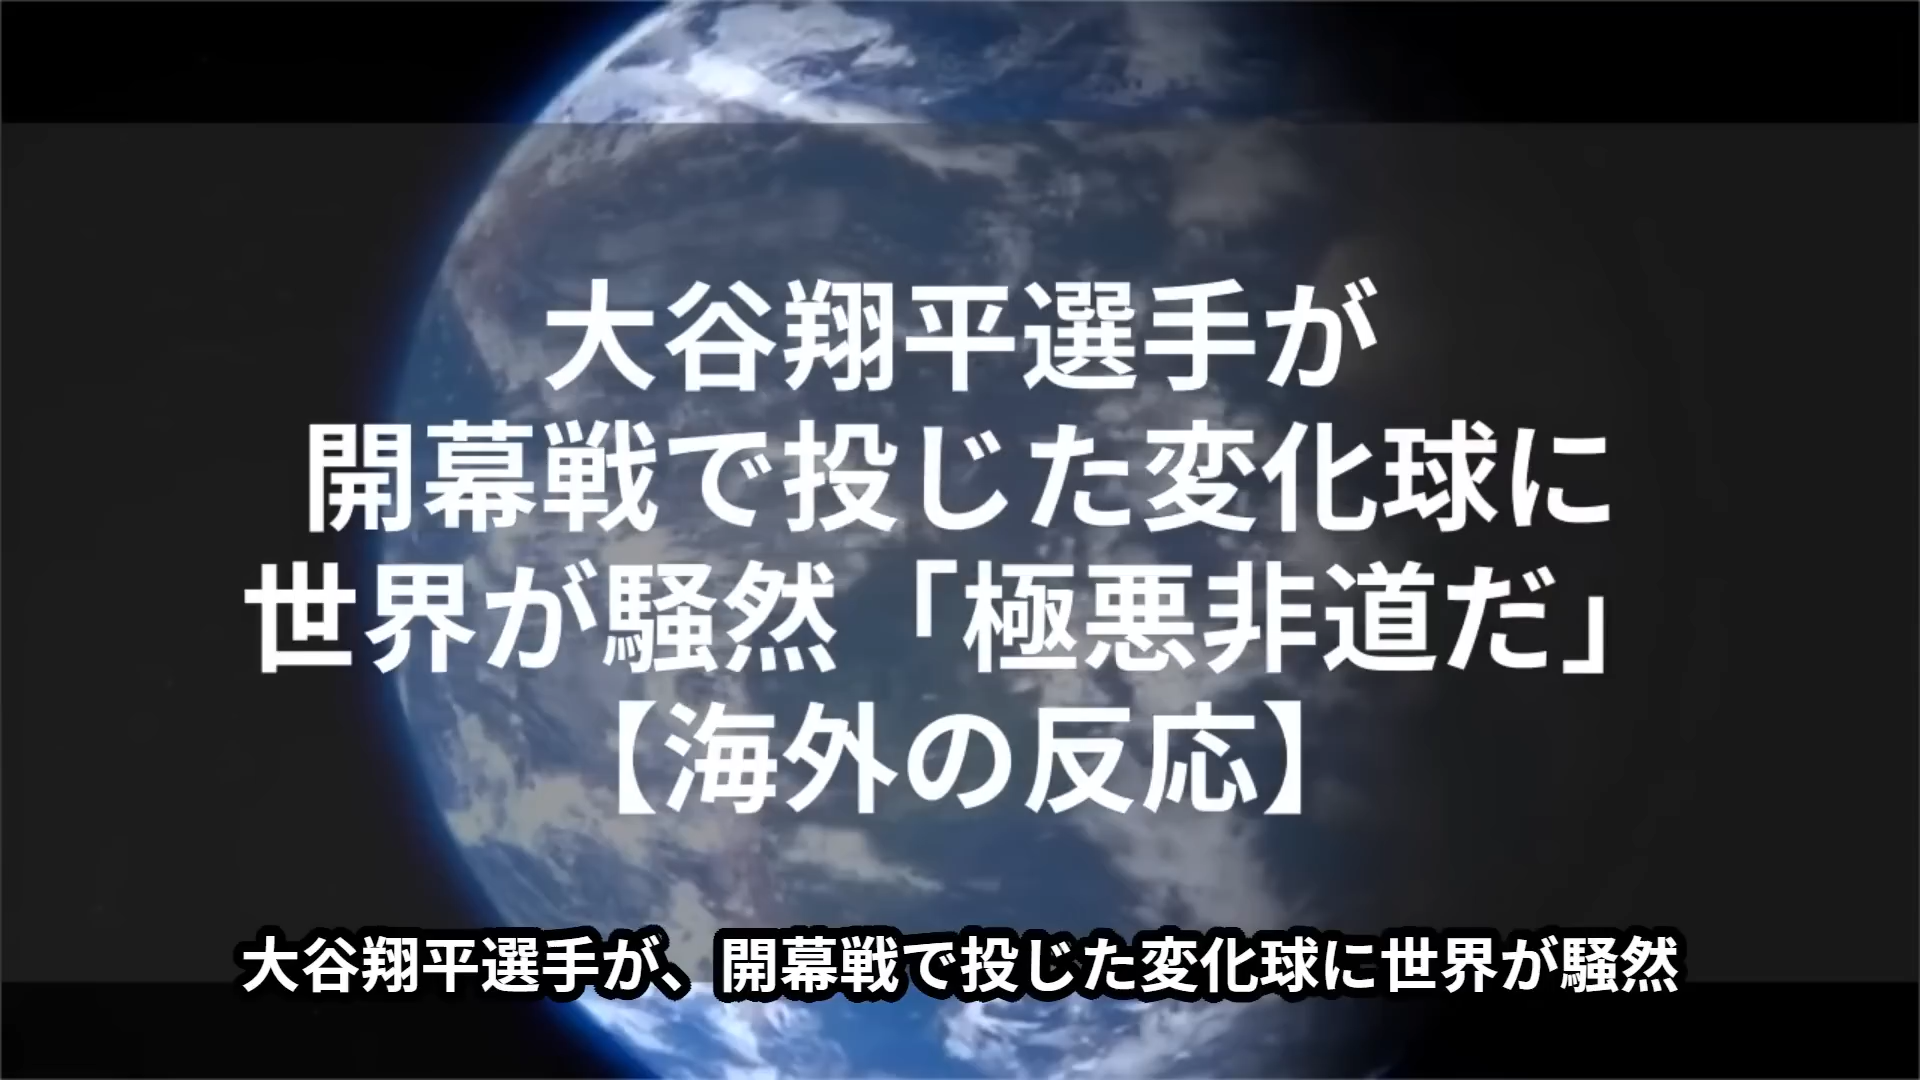 大谷翔平選手が
開幕戦で投じた変化球に
世界が騒然「極悪非道だ」
【海外の反応】
大谷翔平選手が、開幕戦で投じた変化球に世界が騒然